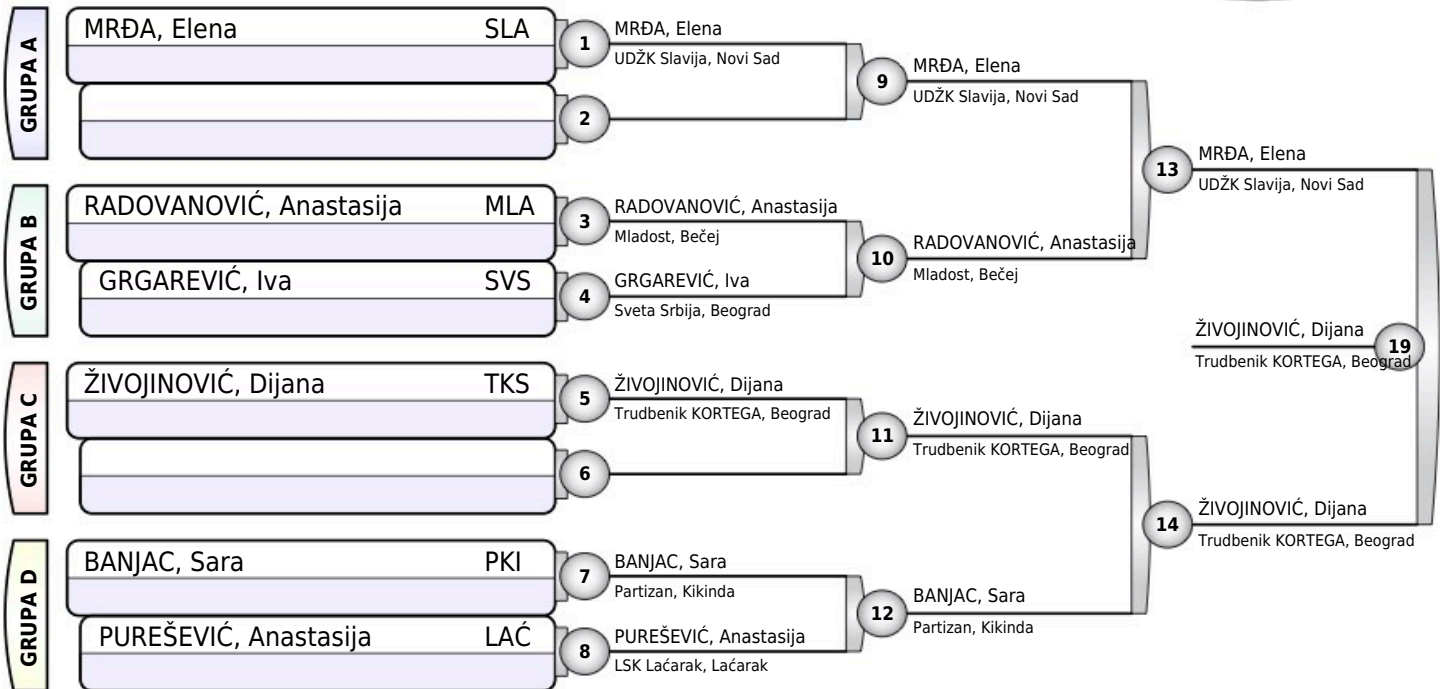 GRUPA A
MRĐA, Elena SLA
1
MRĐA, Elena
UDŽK Slavija, Novi Sad
2
9
MRĐA, Elena
UDŽK Slavija, Novi Sad
GRUPA B
RADOVANOVIĆ, Anastasija MLA
3
RADOVANOVIĆ, Anastasija
Mladost, Bečej
GRGAREVIĆ, Iva SVS
4
GRGAREVIĆ, Iva
Sveta Srbija, Beograd
10
RADOVANOVIĆ, Anastasija
Mladost, Bečej
13
MRĐA, Elena
UDŽK Slavija, Novi Sad
GRUPA C
ŽIVOJINOVIĆ, Dijana TKS
5
ŽIVOJINOVIĆ, Dijana
Trudbenik KORTEGA, Beograd
6
11
ŽIVOJINOVIĆ, Dijana
Trudbenik KORTEGA, Beograd
GRUPA D
BANJAC, Sara PKI
7
BANJAC, Sara
Partizan, Kikinda
PUREŠEVIĆ, Anastasija LAĆ
8
PUREŠEVIĆ, Anastasija
LSK Laćarak, Laćarak
12
BANJAC, Sara
Partizan, Kikinda
14
ŽIVOJINOVIĆ, Dijana
Trudbenik KORTEGA, Beograd
ŽIVOJINOVIĆ, Dijana
Trudbenik KORTEGA, Beograd
19